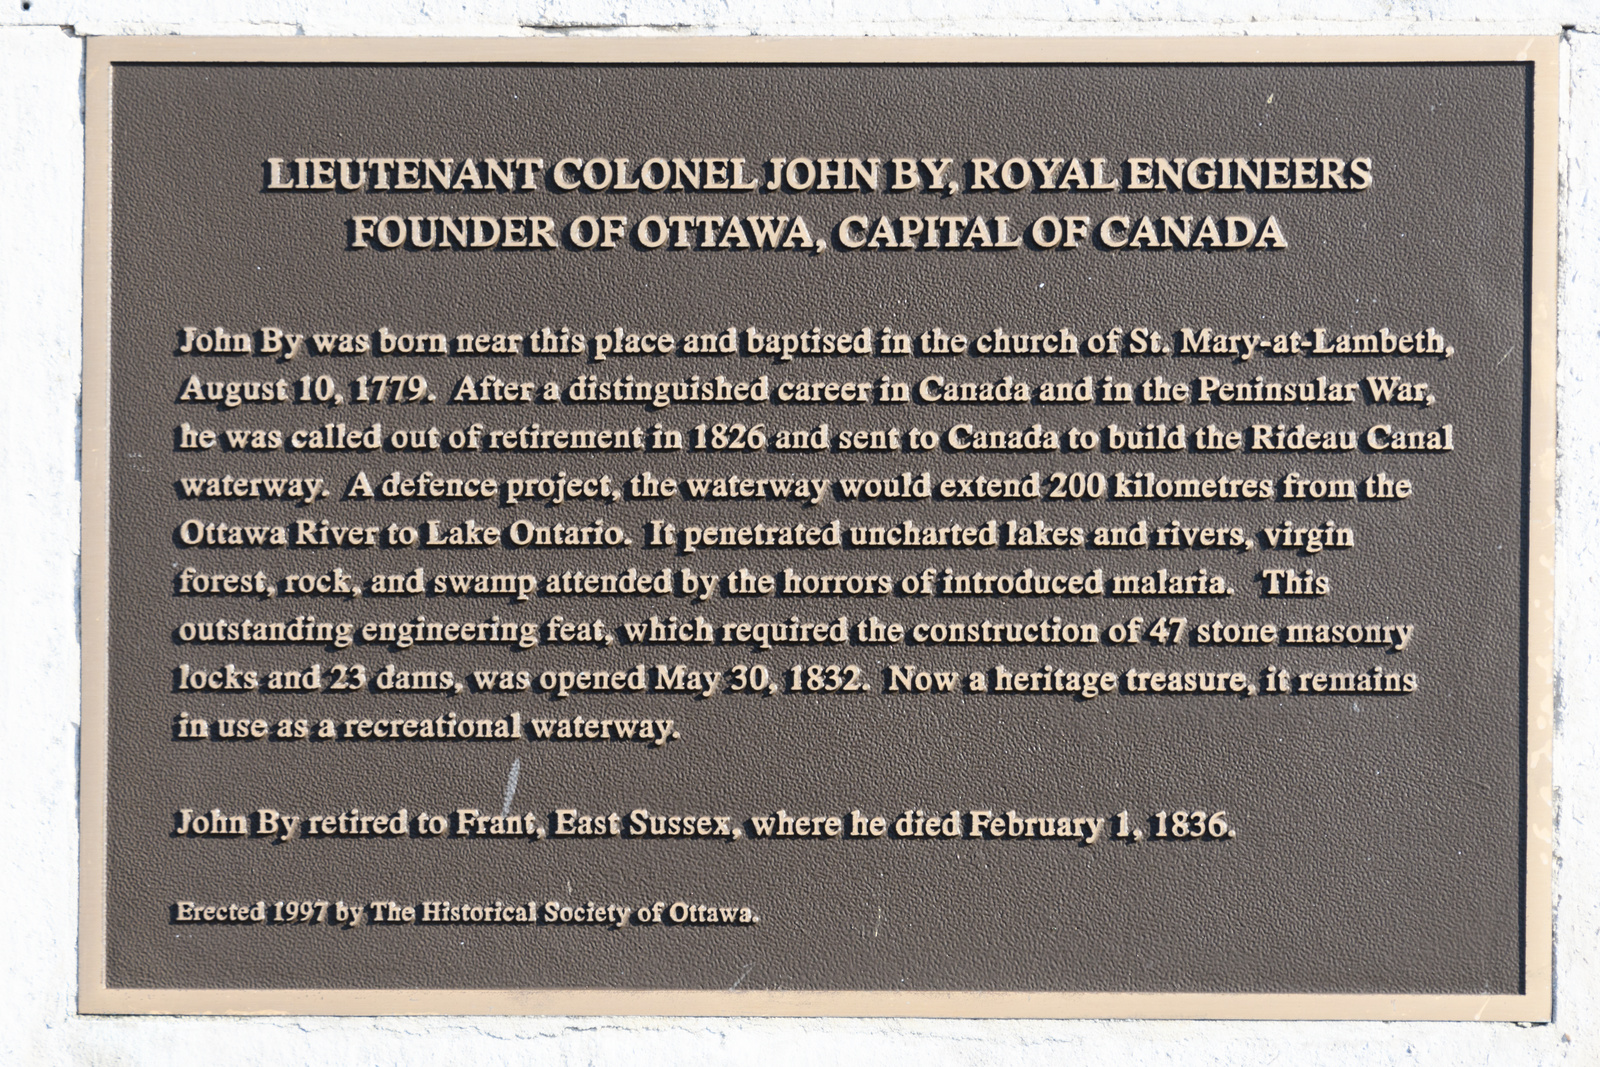 LIEUTENANT COLONEL JOHN BY, ROYAL ENGINEERS
FOUNDER OF OTTAWA, CAPITAL OF CANADA
John By was born near this place and baptised in the church of St. Mary-at-Lambeth,
August 10, 1779. After a distinguished career in Canada and in the Peninsular War,
he was called out of retirement in 1826 and sent to Canada to build the Rideau Canal
waterway. A defence project, the waterway would extend 200 kilometres from the
Ottawa River to Lake Ontario. It penetrated uncharted lakes and rivers, virgin
forest, rock, and swamp attended by the horrors of introduced malaria. This
outstanding engineering feat, which required the construction of 47 stone masonry
locks and 23 dams, was opened May 30, 1832. Now a heritage treasure, it remains
in use as a recreational waterway.
John By retired to Frant, East Sussex, where he died February 1, 1836.
Erected 1997 by The Historical Society of Ottawa.